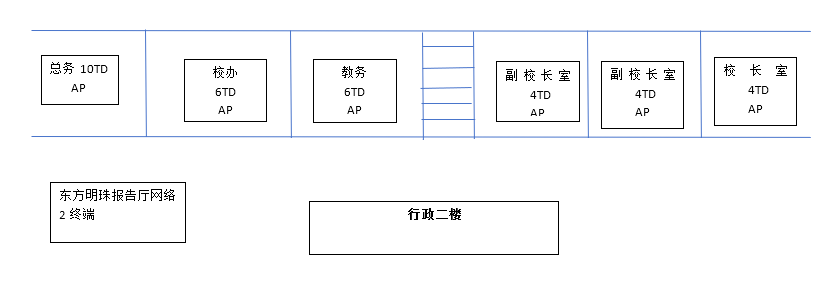 总务 10TD
AP
校办
6TD
AP
教务
6TD
AP
副校长室
4TD
AP
副校长室
4TD
AP
校长室
4TD
AP
东方明珠报告厅网络
2 终端
行政二楼